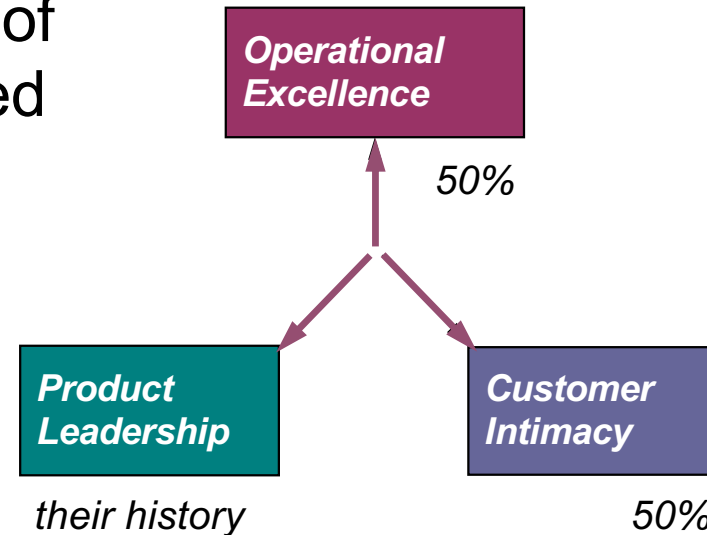 of
ed
Operational
Excellence
50%
Product
Leadership
Customer
Intimacy
their history
50%